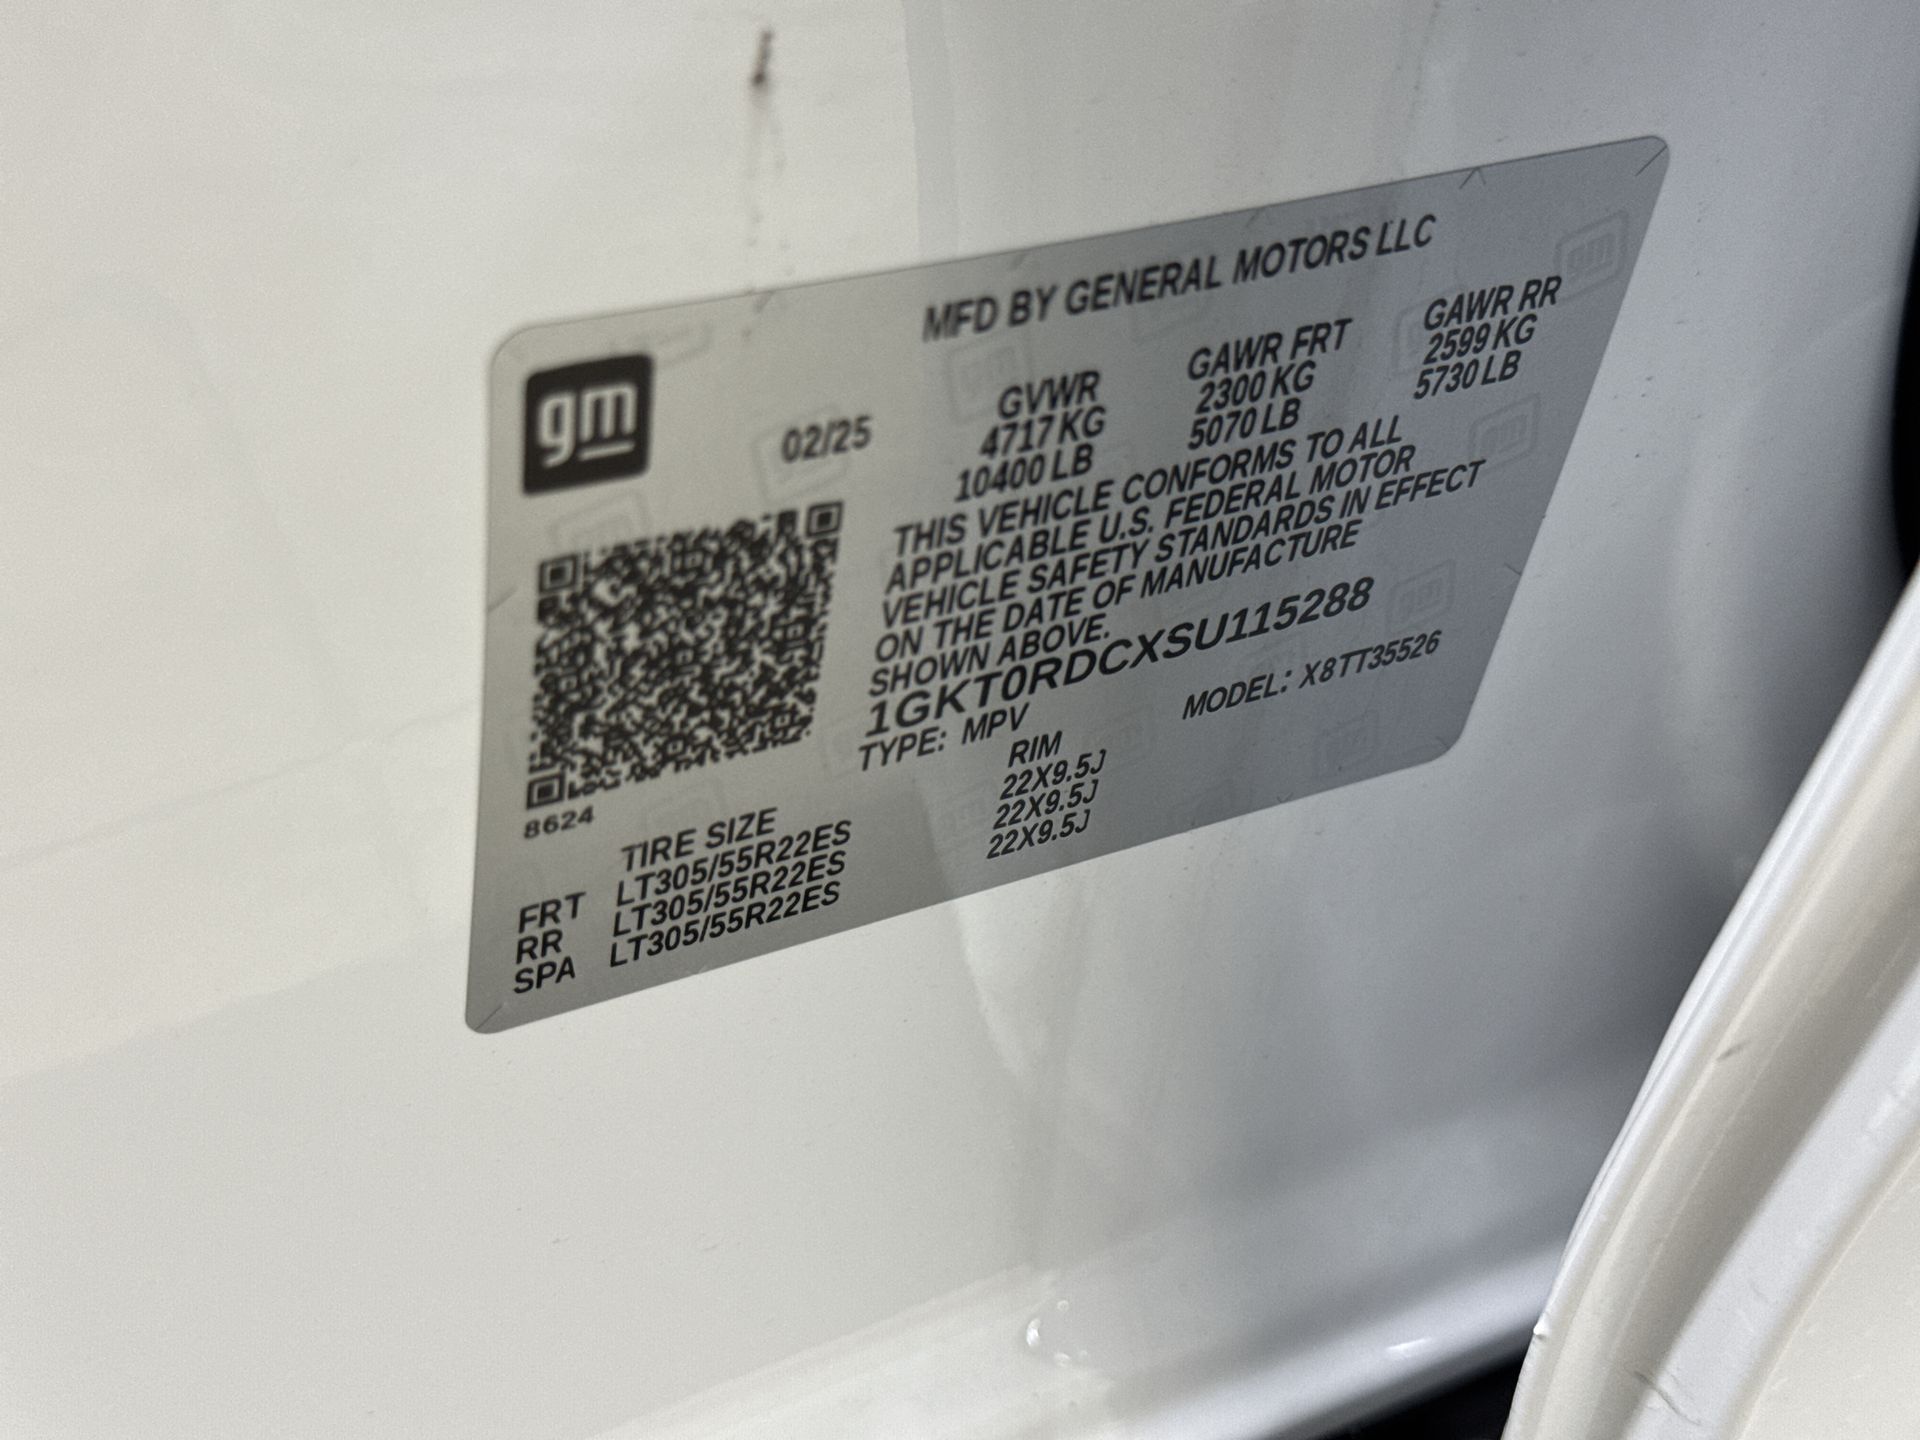 MFD BY GENERAL MOTORS LLC
gm
02/25
GVWR GAWR FRT GAWR RR
4717 KG 2300 KG 2599 KG
10400 LB 5070 LB 5730 LB
THIS VEHICLE CONFORMS TO ALL
APPLICABLE U.S. FEDERAL MOTOR
VEHICLE SAFETY STANDARDS IN EFFECT
ON THE DATE OF MANUFACTURE
SHOWN ABOVE.
1GKT0RDCXSU115288
TYPE: MPV MODEL: X8TT35526
8624
TIRE SIZE RIM
FRT LT305/55R22ES 22X9.5J
RR LT305/55R22ES 22X9.5J
SPA LT305/55R22ES 22X9.5J